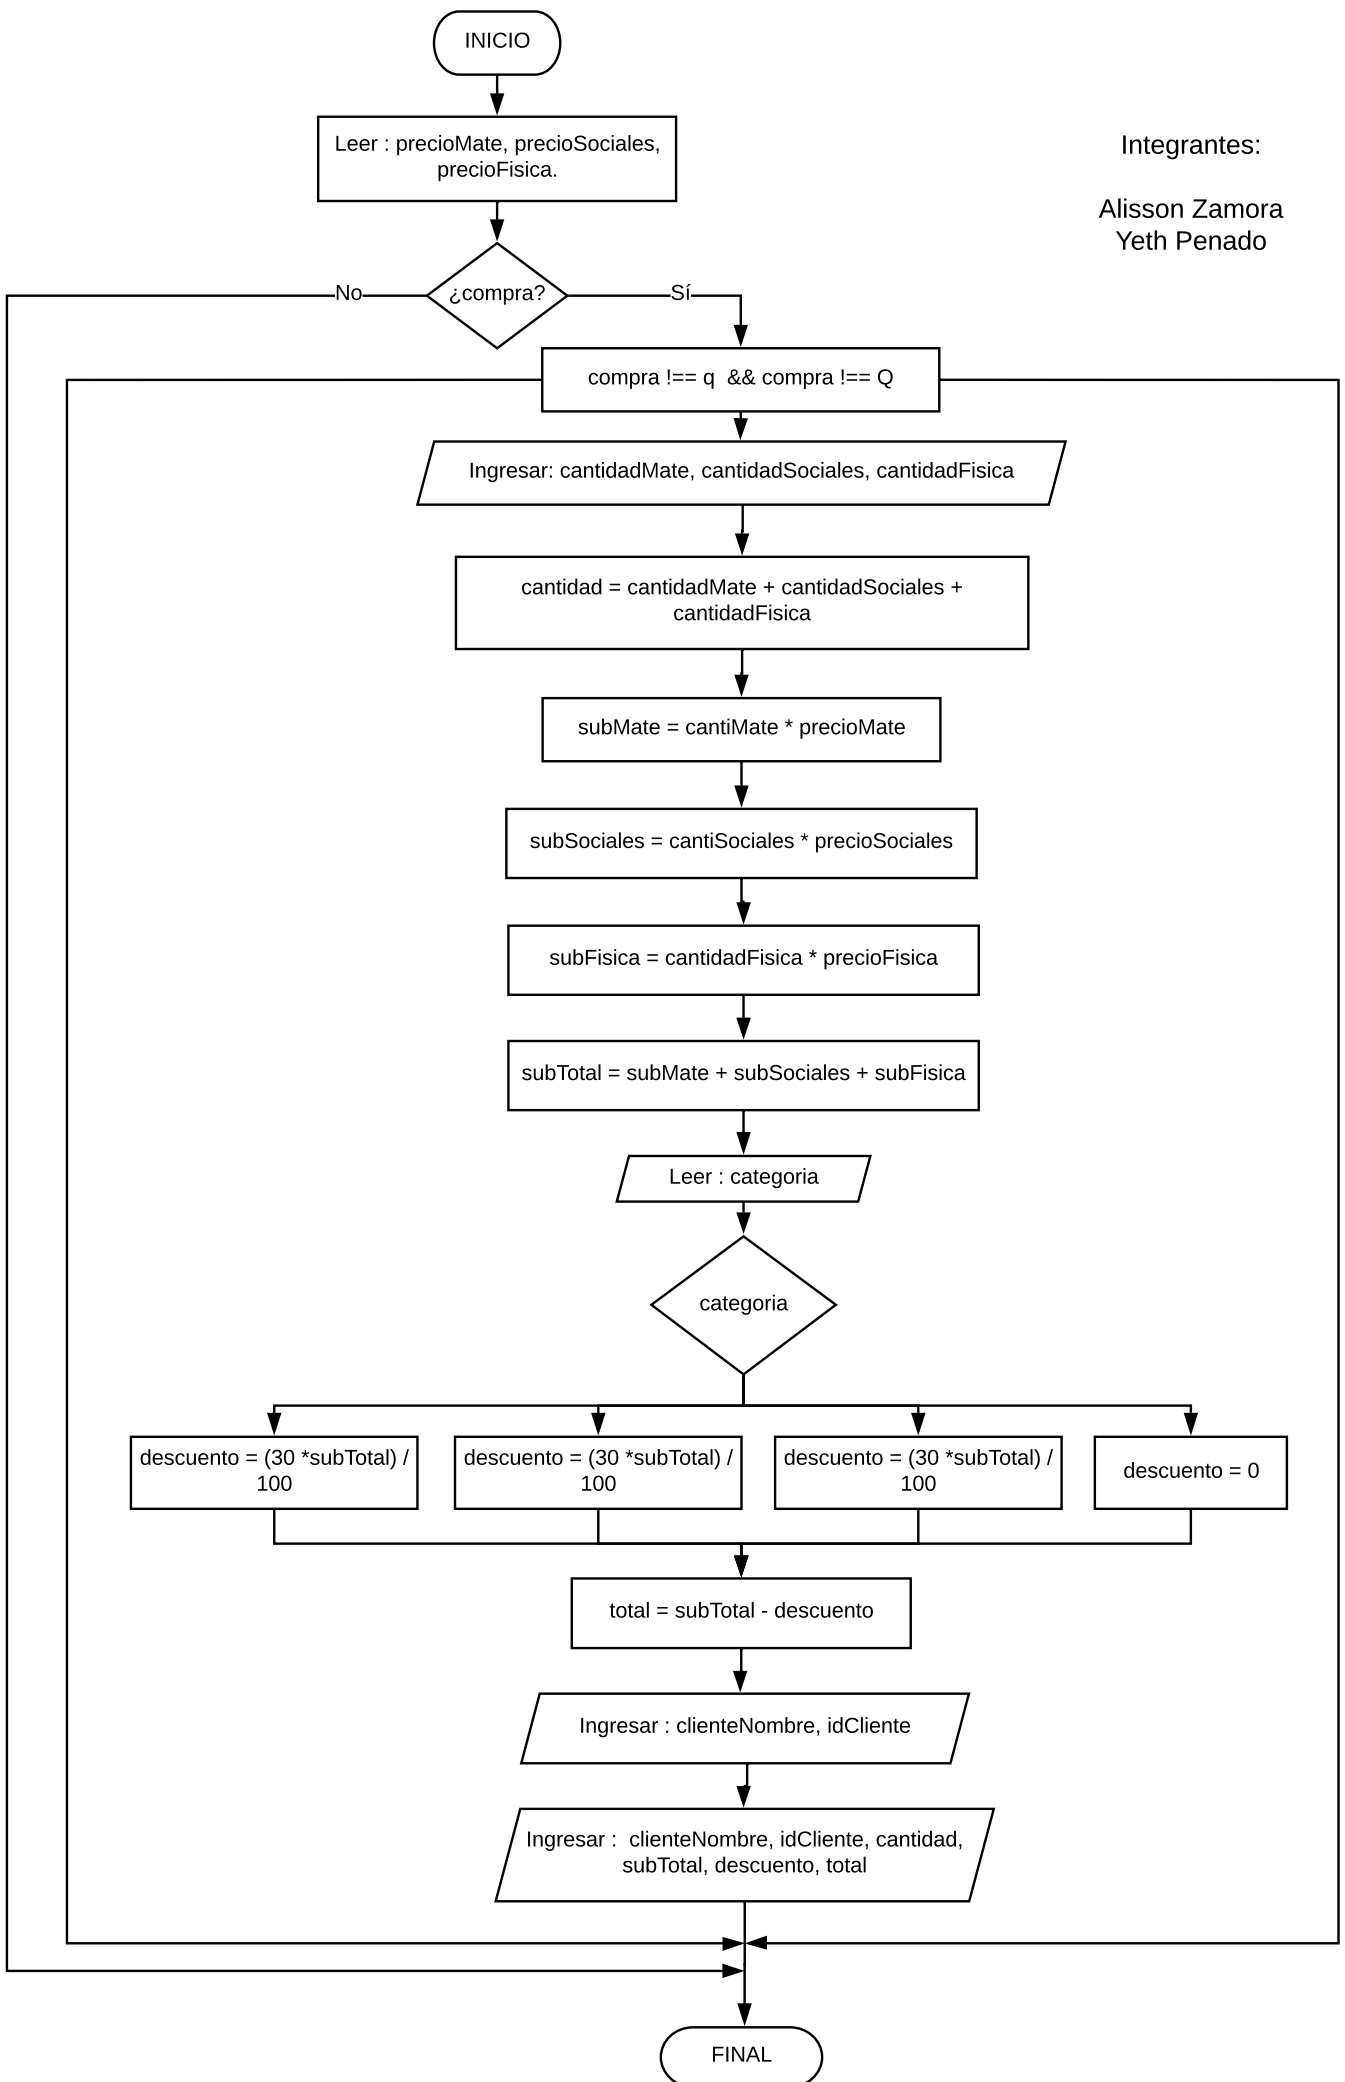 INICIO
Leer : precioMate, precioSociales,
precioFisica.
Integrantes:
Alisson Zamora
Yeth Penado
No
¿compra?
Sí
compra !== q  && compra !== Q
Ingresar: cantidadMate, cantidadSociales, cantidadFisica
cantidad = cantidadMate + cantidadSociales +
cantidadFisica
subMate = cantiMate * precioMate
subSociales = cantiSociales * precioSociales
subFisica = cantidadFisica * precioFisica
subTotal = subMate + subSociales + subFisica
Leer : categoria
categoria
descuento = (30 *subTotal) /
100
descuento = (30 *subTotal) /
100
descuento = (30 *subTotal) /
100
descuento = 0
total = subTotal - descuento
Ingresar : clienteNombre, idCliente
Ingresar :  clienteNombre, idCliente, cantidad,
subTotal, descuento, total
FINAL